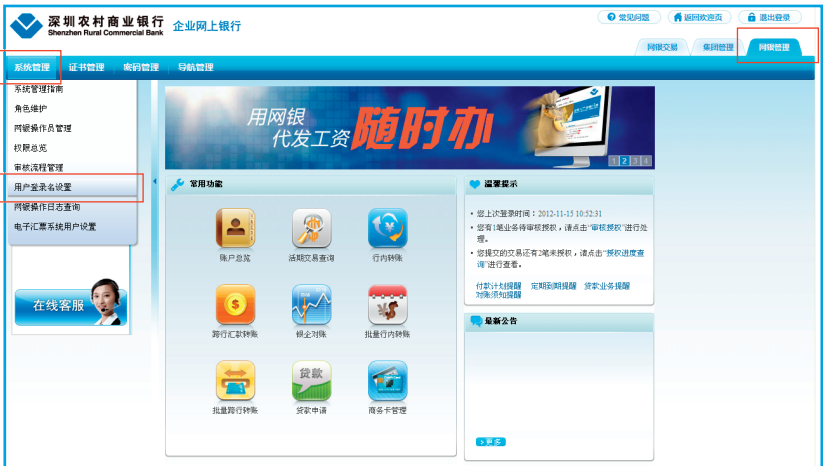 深圳农村商业银行 企业网上银行
Shenzhen Rural Commercial Bank
常见问题 返回欢迎页 退出登录
网银交易 集团管理 网银管理
系统管理 证书管理 密码管理 导航管理
系统管理指南
角色维护
网银操作员管理
权限总览
审核流程管理
用户登录名设置
网银操作日志查询
电子汇票系统用户设置
在线客服
用网银
代发工资 随时办
1 2 3 4
常用功能
账户总览 活期交易查询 行内转账
跨行汇款转账 银企对账 批量行内转账
贷款
批量跨行转账 贷款申请 商务卡管理
温馨提示
您上次登录时间：2012-11-15 10:52:31
您有1笔业务待审核授权，请点击"审核授权"进行处
理。
您提交的交易还有2笔未授权，请点击"授权进度查
询"进行查看。
付款计划提醒 定期到期提醒 贷款业务提醒
对账须知提醒
最新公告
更多